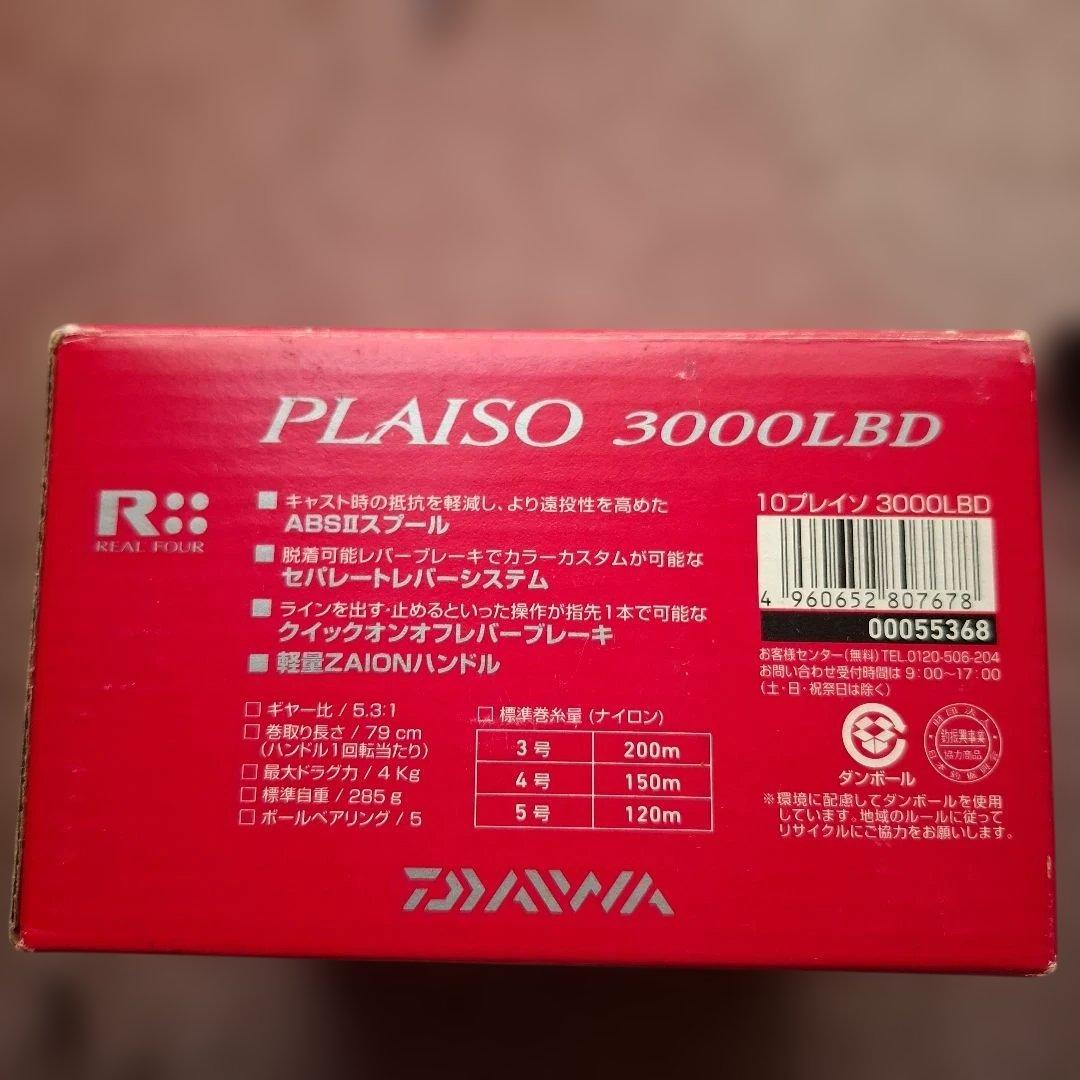 PLAISO 3000LBD
R
REAL FOUR
■ キャスト時の抵抗を軽減し、より遠投性を高めた
ABSⅡスプール
■ 脱着可能レバーブレーキでカラーカスタムが可能な
セパレートレバーシステム
■ ラインを出す・止めるといった操作が指先1本で可能な
クイックオンオフレバーブレーキ
■ 軽量ZAIONハンドル
□ ギヤー比 / 5.3:1
□ 巻取り長さ / 79 cm
(ハンドル1回転当たり)
□ 最大ドラグ力 / 4 Kg
□ 標準自重 / 285 g
□ ボールベアリング / 5
□ 標準巻糸量 (ナイロン)
3 号 200m
4 号 150m
5 号 120m
10プレイソ 3000LBD
4 960652 807678
00055368
お客様センター(無料)TEL.0120-506-204
お問い合わせ受付時間は 9:00〜17:00
(土・日・祝祭日は除く)
ダンボール
財団法人
釣振興事業
協力商品
※環境に配慮してダンボールを使用
しています。地域のルールに従って
リサイクルにご協力をお願いします。
DAIWA